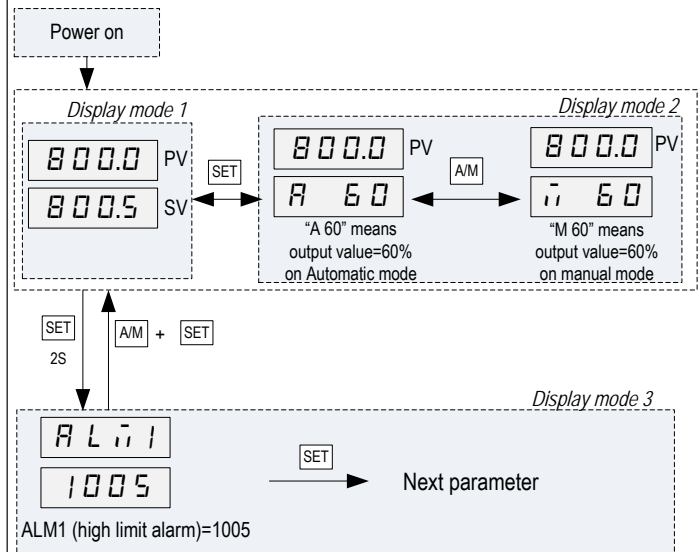 Power on
Display mode 1
Display mode 2
800.0 PV
800.5 SV
SET
800.0 PV
A 60
"A 60" means
output value=60%
on Automatic mode
A/M
800.0 PV
M 60
"M 60" means
output value=60%
on manual mode
SET
2S
A/M + SET
Display mode 3
ALM1
1005
SET
Next parameter
ALM1 (high limit alarm)=1005